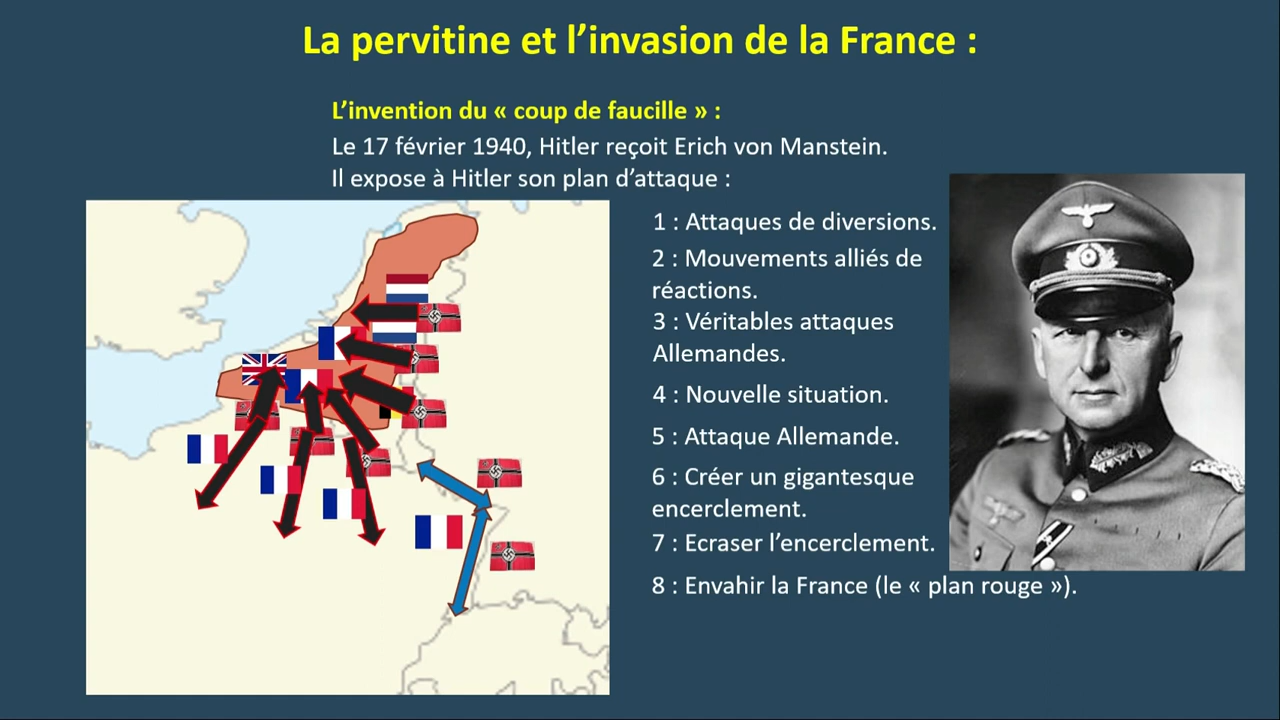 La pervitine et l’invasion de la France :
L’invention du « coup de faucille » :
Le 17 février 1940, Hitler reçoit Erich von Manstein.
Il expose à Hitler son plan d’attaque :
1 : Attaques de diversions.
2 : Mouvements alliés de
réactions.
3 : Véritables attaques
Allemandes.
4 : Nouvelle situation.
5 : Attaque Allemande.
6 : Créer un gigantesque
encerclement.
7 : Ecraser l’encerclement.
8 : Envahir la France (le « plan rouge »).